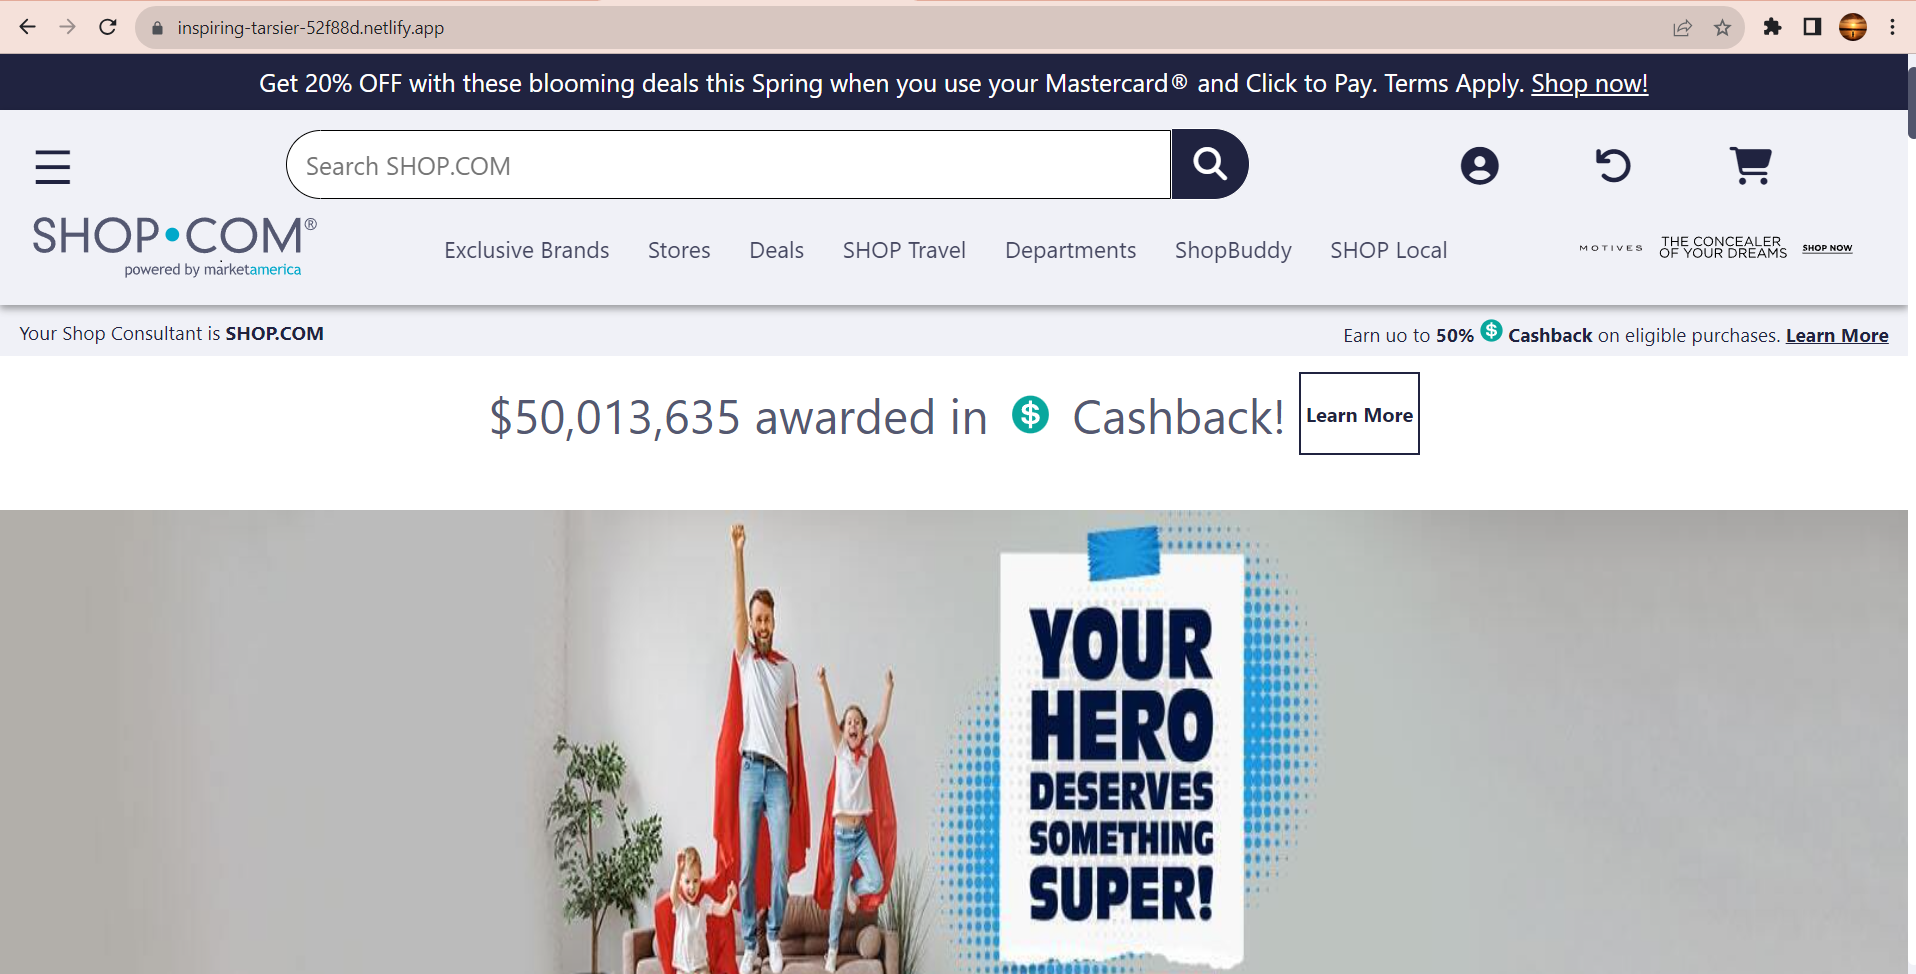 inspiring-tarsier-52f88d.netlify.app
Get 20% OFF with these blooming deals this Spring when you use your Mastercard® and Click to Pay. Terms Apply. Shop now!
Search SHOP.COM
SHOP•COM®
powered by marketamerica
Exclusive Brands Stores Deals SHOP Travel Departments ShopBuddy SHOP Local
MOTIVES
THE CONCEALER
OF YOUR DREAMS
SHOP NOW
Your Shop Consultant is SHOP.COM
Earn uo to 50% $ Cashback on eligible purchases. Learn More
$50,013,635 awarded in $ Cashback! Learn More
YOUR
HERO
DESERVES
SOMETHING
SUPER!